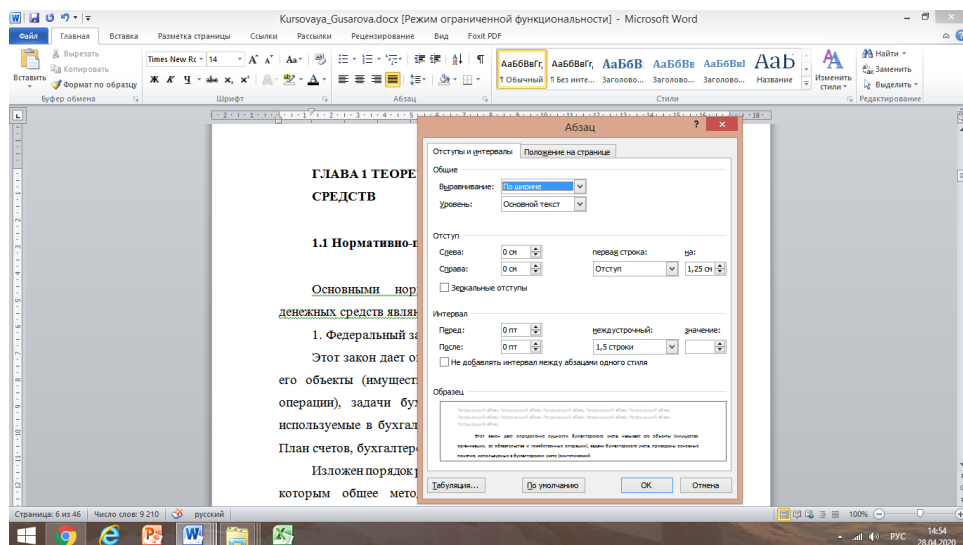 Kursovaya_Gusarova.docx [Режим ограниченной функциональности] - Microsoft Word
Файл Главная Вставка Разметка страницы Ссылки Рассылки Рецензирование Вид Foxit PDF
Вставить
Вырезать
Копировать
Формат по образцу
Буфер обмена
Times New Rc 14
Ж К Ч abc x, x²
Шрифт
Абзац
АаБбВвГг, АаБбВвГг, АаБбВ АаБбВв АаБбВвІ АаЬ
¶ Обычный ¶ Без инте... Заголово... Заголово... Заголово... Название
Изменить стили
Стили
Найти
Заменить
Выделить
Редактирование
ГЛАВА 1 ТЕОРЕ
СРЕДСТВ
1.1 Нормативно-п
Основными нор
денежных средств являн
1. Федеральный за
Этот закон дает о
его объекты (имущест
операции), задачи бу
используемые в бухгал
План счетов, бухгалтер
Изложен порядок р
которым общее мето
Абзац
Отступы и интервалы Положение на странице
Общие
Выравнивание: По ширине
Уровень: Основной текст
Отступ
Слева: 0 см первая строка: на:
Справа: 0 см Отступ 1,25 см
Зеркальные отступы
Интервал
Перед: 0 пт междустрочный: значение:
После: 0 пт 1,5 строки
Не добавлять интервал между абзацами одного стиля
Образец
Табуляция... По умолчанию ОК Отмена
Страница: 6 из 46 Число слов: 9 210 русский 100%
РУС 14:54
28.04.2020